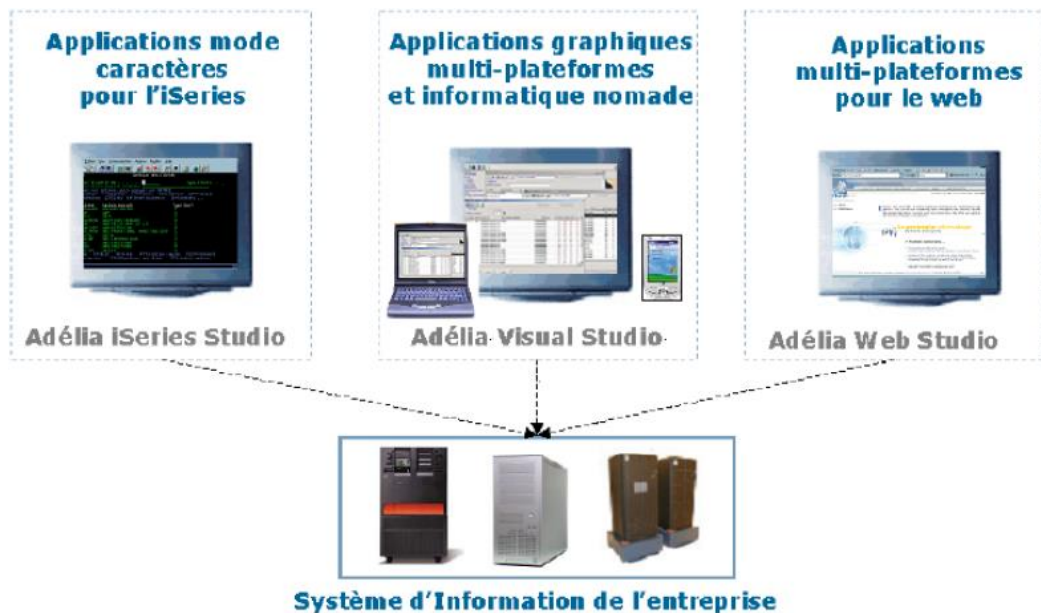 Applications mode
caractères
pour l'iSeries
Adélia iSeries Studio
Applications graphiques
multi-plateformes
et informatique nomade
Adélia Visual Studio
Applications
multi-plateformes
pour le web
Adélia Web Studio
Système d'Information de l'entreprise